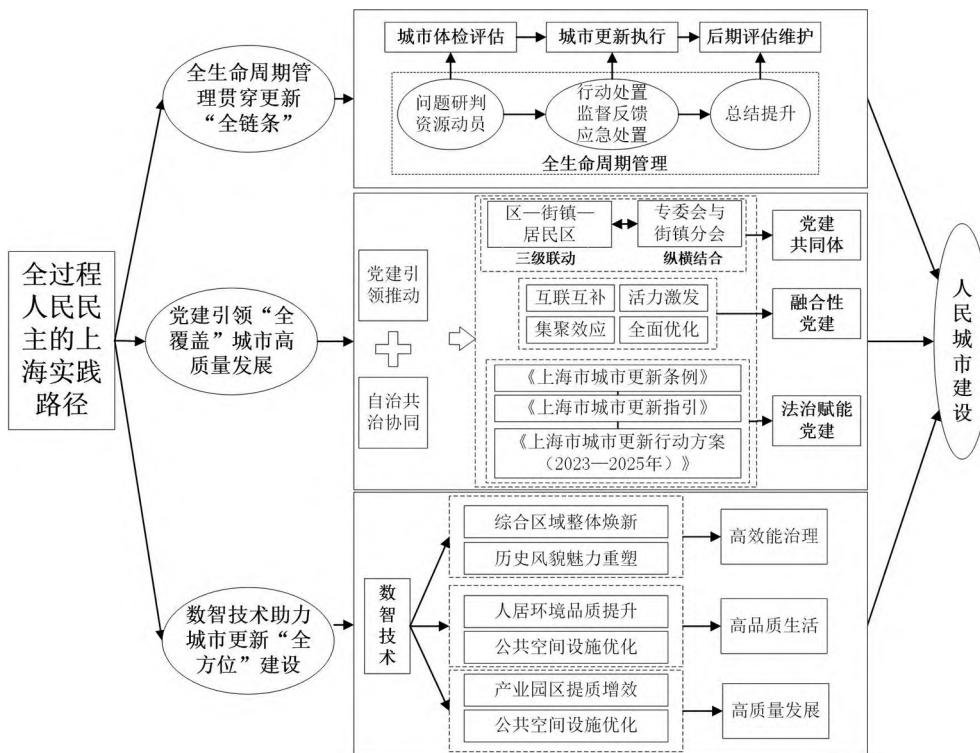 全过程
人民民
主的上
海实践
路径
全生命周期管
理贯穿更新
“全链条”
城市体检评估
城市更新执行
后期评估维护
问题研判
资源动员
行动处置
监督反馈
应急处置
总结提升
全生命周期管理
党建引领“全
覆盖”城市高
质量发展
党建引
领推动
自治共
治协同
区—街镇—
居民区
专委会与
街镇分会
三级联动
纵横结合
党建
共同体
互联互补
活力激发
集聚效应
全面优化
融合性
党建
《上海市城市更新条例》
《上海市城市更新指引》
《上海市城市更新行动方案
（2023—2025年）》
法治赋能
党建
数智技术助力
城市更新“全
方位”建设
数智技术
综合区域整体焕新
历史风貌魅力重塑
高效能治理
人居环境品质提升
公共空间设施优化
高品质生活
产业园区提质增效
公共空间设施优化
高质量发展
人民城市建设